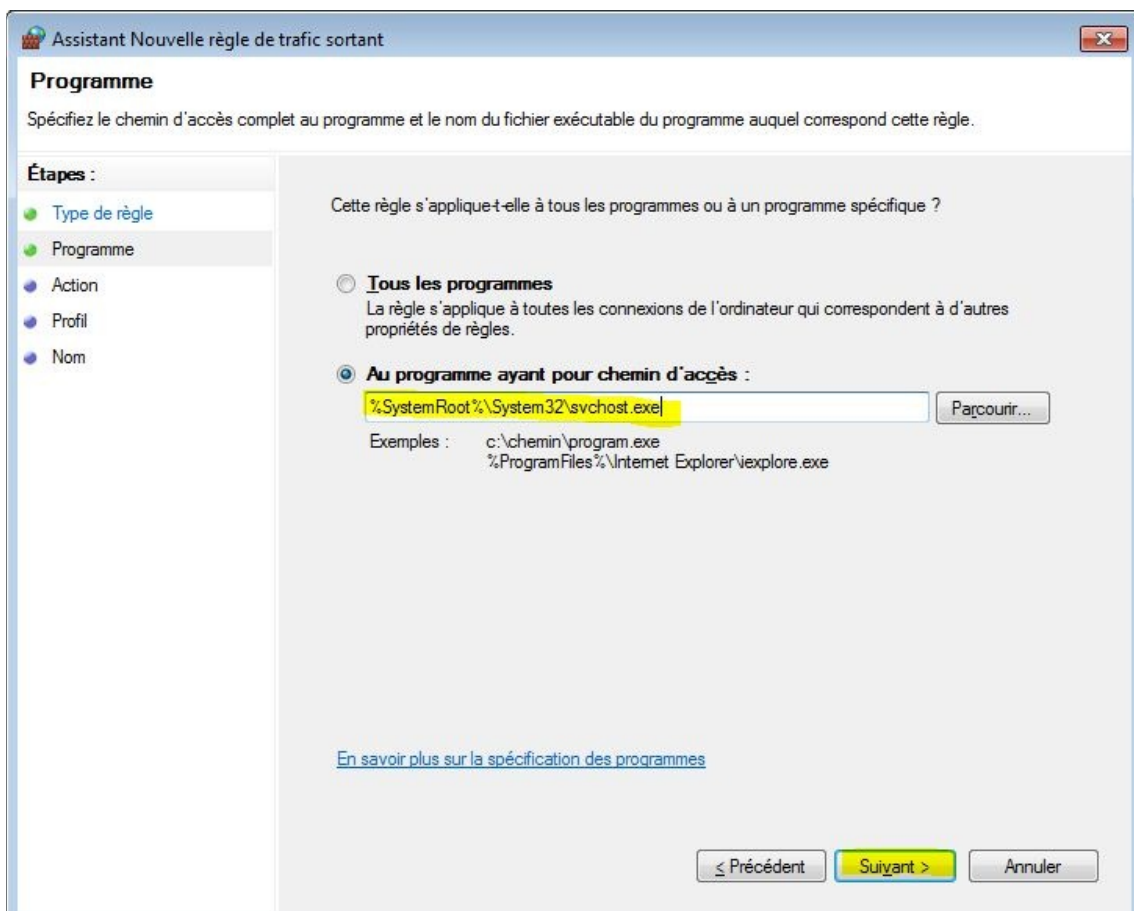 Assistant Nouvelle règle de trafic sortant
Programme
Spécifiez le chemin d'accès complet au programme et le nom du fichier exécutable du programme auquel correspond cette règle.
Étapes :
Type de règle
Programme
Action
Profil
Nom
Cette règle s'applique-t-elle à tous les programmes ou à un programme spécifique ?
Tous les programmes
La règle s'applique à toutes les connexions de l'ordinateur qui correspondent à d'autres
propriétés de règles.
Au programme ayant pour chemin d'accès :
%SystemRoot%\System32\svchost.exe
Parcourir...
Exemples : c:\chemin\program.exe
%ProgramFiles%\Internet Explorer\iexplore.exe
En savoir plus sur la spécification des programmes
< Précédent
Suivant >
Annuler